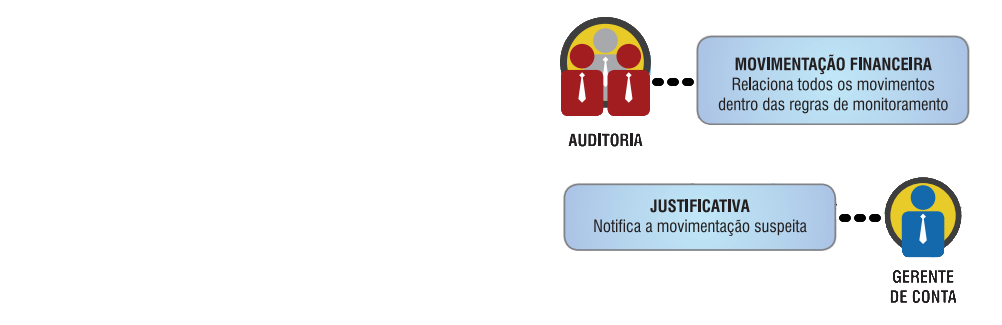 MOVIMENTAÇÃO FINANCEIRA
Relaciona todos os movimentos
dentro das regras de monitoramento
AUDITORIA
JUSTIFICATIVA
Notifica a movimentação suspeita
GERENTE
DE CONTA